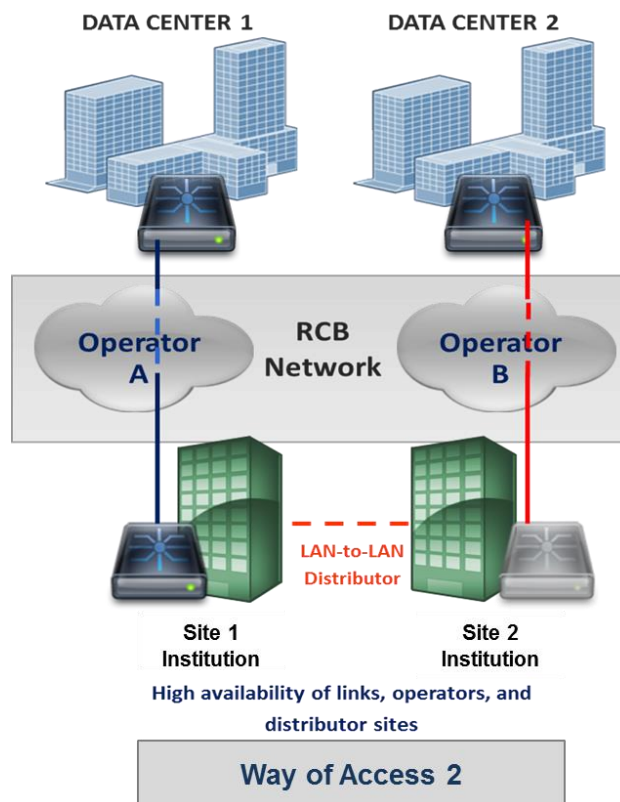 DATA CENTER 1
DATA CENTER 2
Operator
A
RCB
Network
Operator
B
LAN-to-LAN
Distributor
Site 1
Institution
Site 2
Institution
High availability of links, operators, and
distributor sites
Way of Access 2